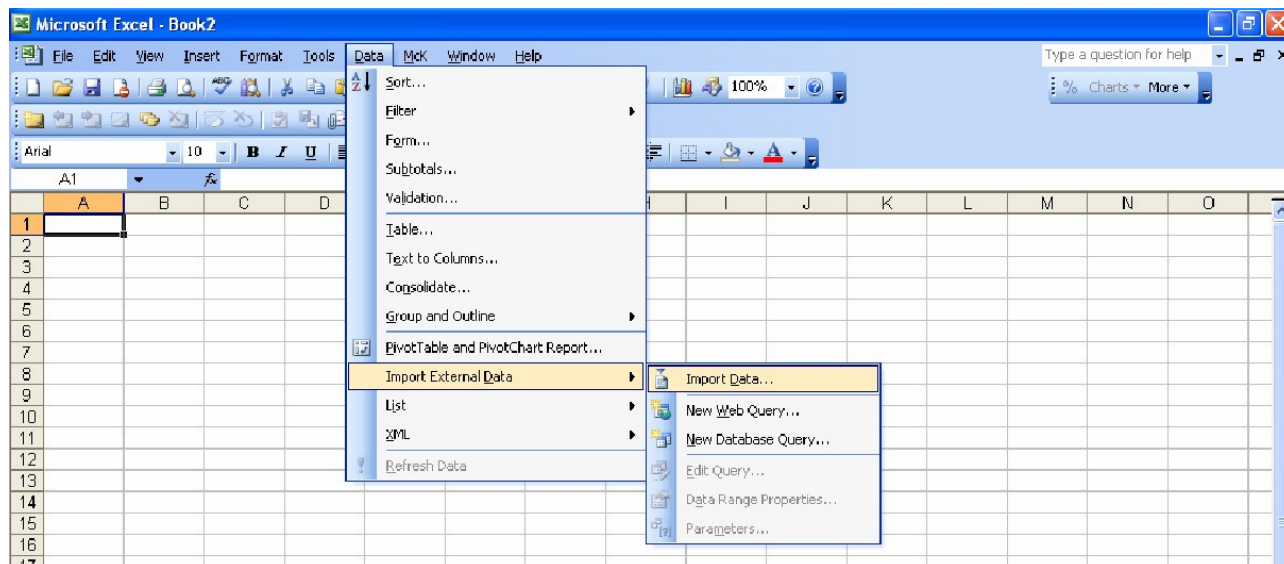 Microsoft Excel - Book2
File Edit View Insert Format Tools Data McK Window Help
Type a question for help
100%
% Charts More
Arial 10 B I U A
A1 fx
A B C D H I J K L M N O
Sort...
Filter
Form...
Subtotals...
Validation...
Table...
Text to Columns...
Consolidate...
Group and Outline
PivotTable and PivotChart Report...
Import External Data
List
XML
Refresh Data
Import Data...
New Web Query...
New Database Query...
Edit Query...
Data Range Properties...
Parameters...
1
2
3
4
5
6
7
8
9
10
11
12
13
14
15
16
17